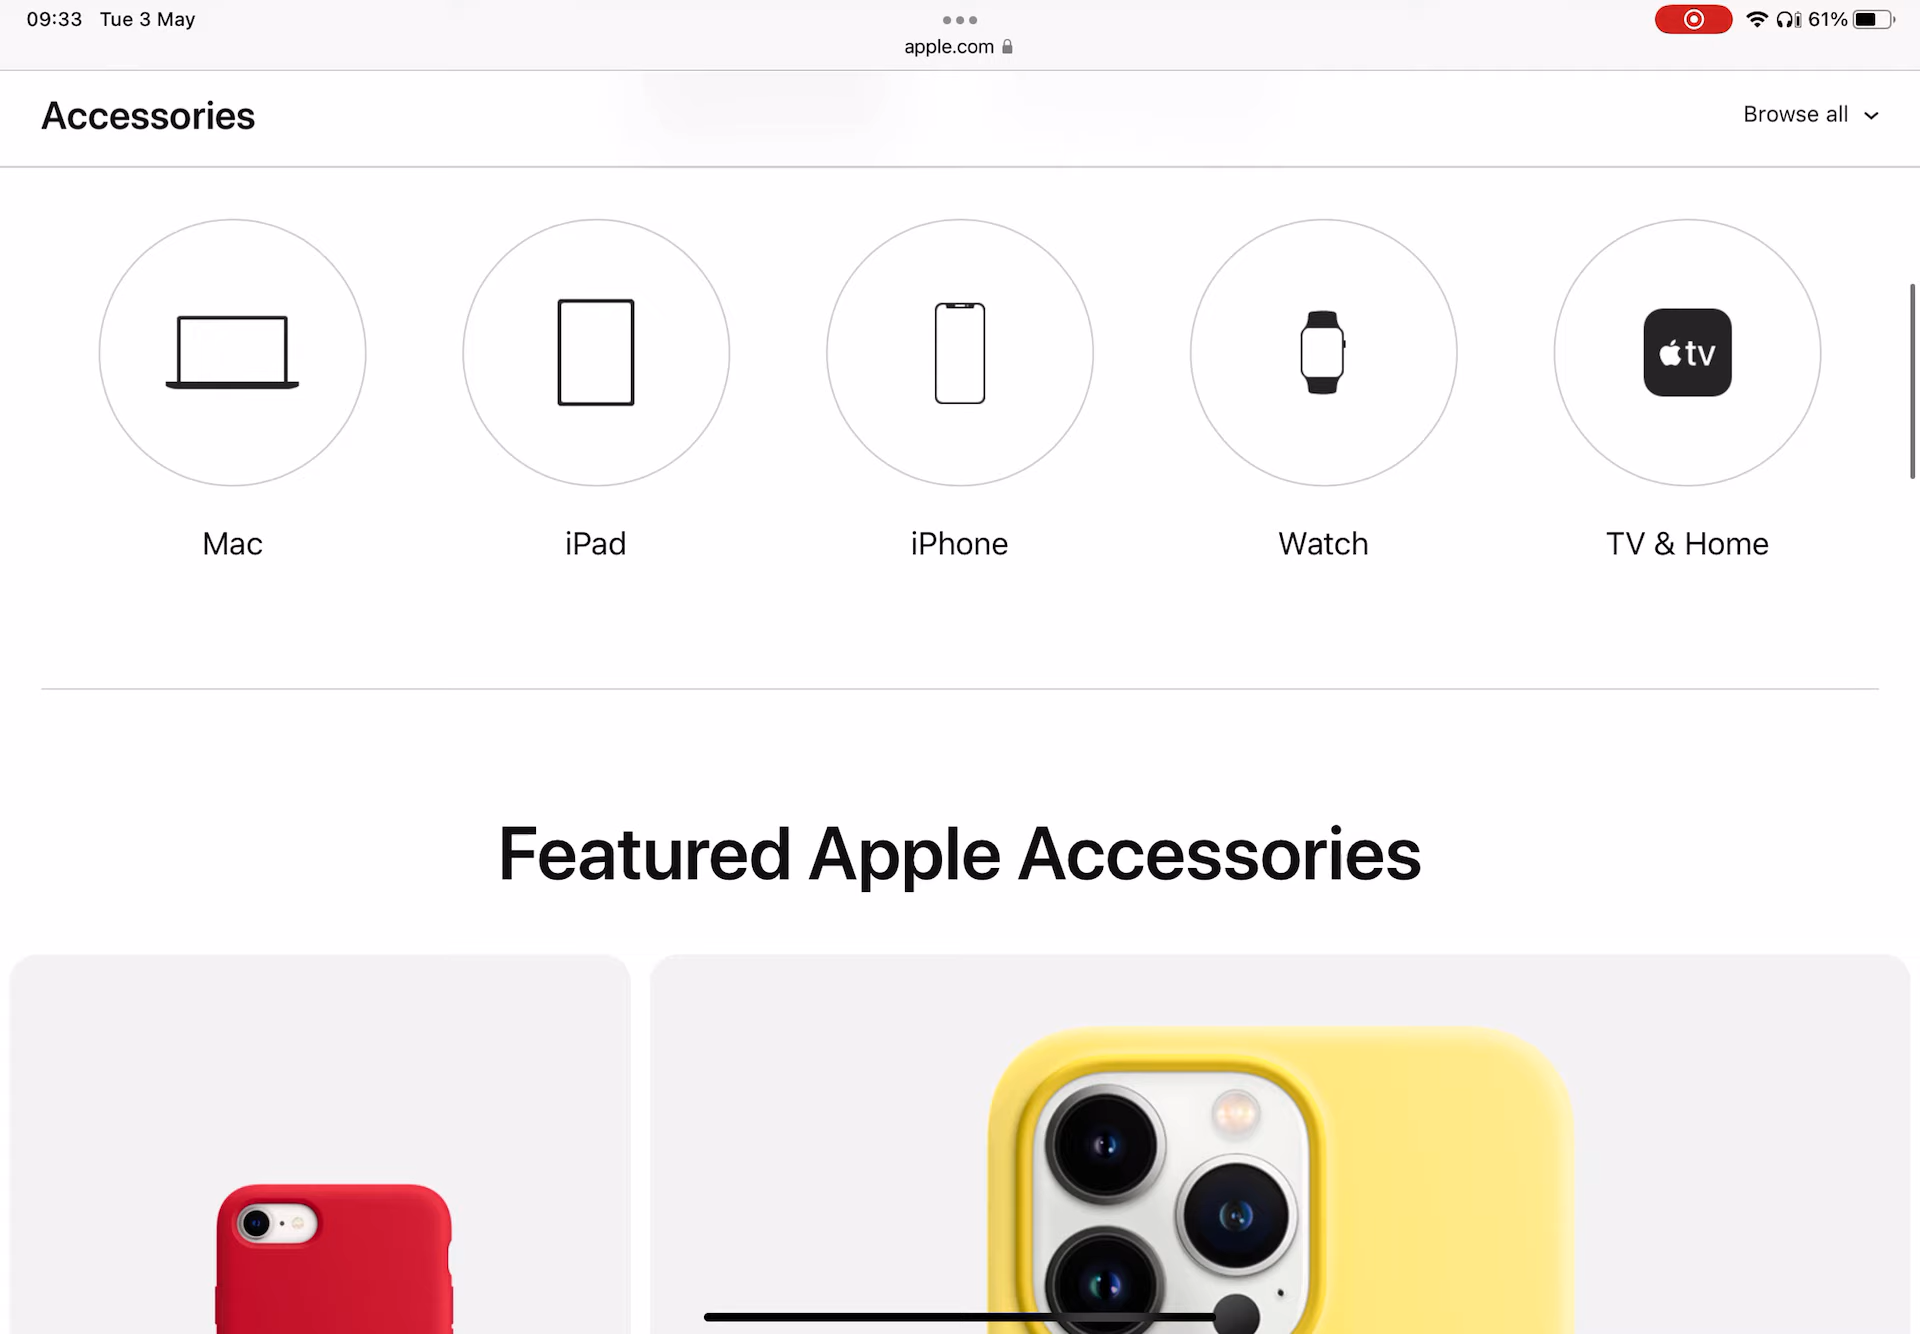 09:33 Tue 3 May
61%
apple.com
Accessories
Browse all
tv
Mac
iPad
iPhone
Watch
TV & Home
Featured Apple Accessories